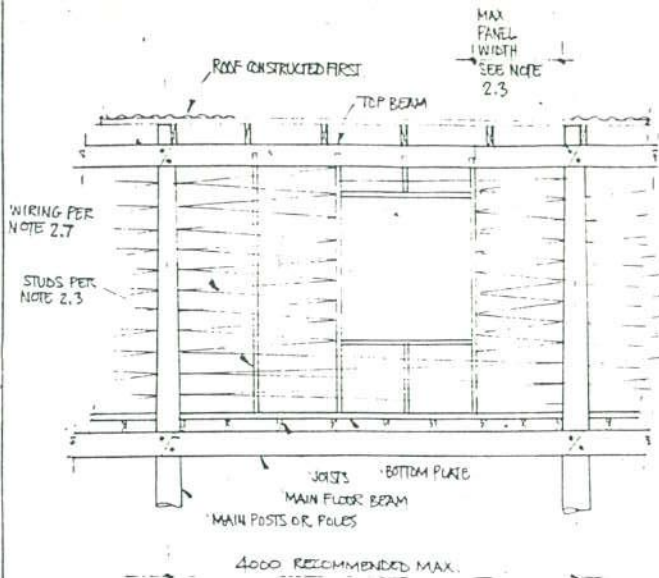 MAX
PANEL
WIDTH
SEE NOTE
2.3
ROOF CONSTRUCTED FIRST
TOP BEAM
WIRING PER
NOTE 2.7
STUDS PER
NOTE 2.3
JOISTS
BOTTOM PLATE
MAIN FLOOR BEAM
MAIN POSTS OR POLES
4000 RECOMMENDED MAX.